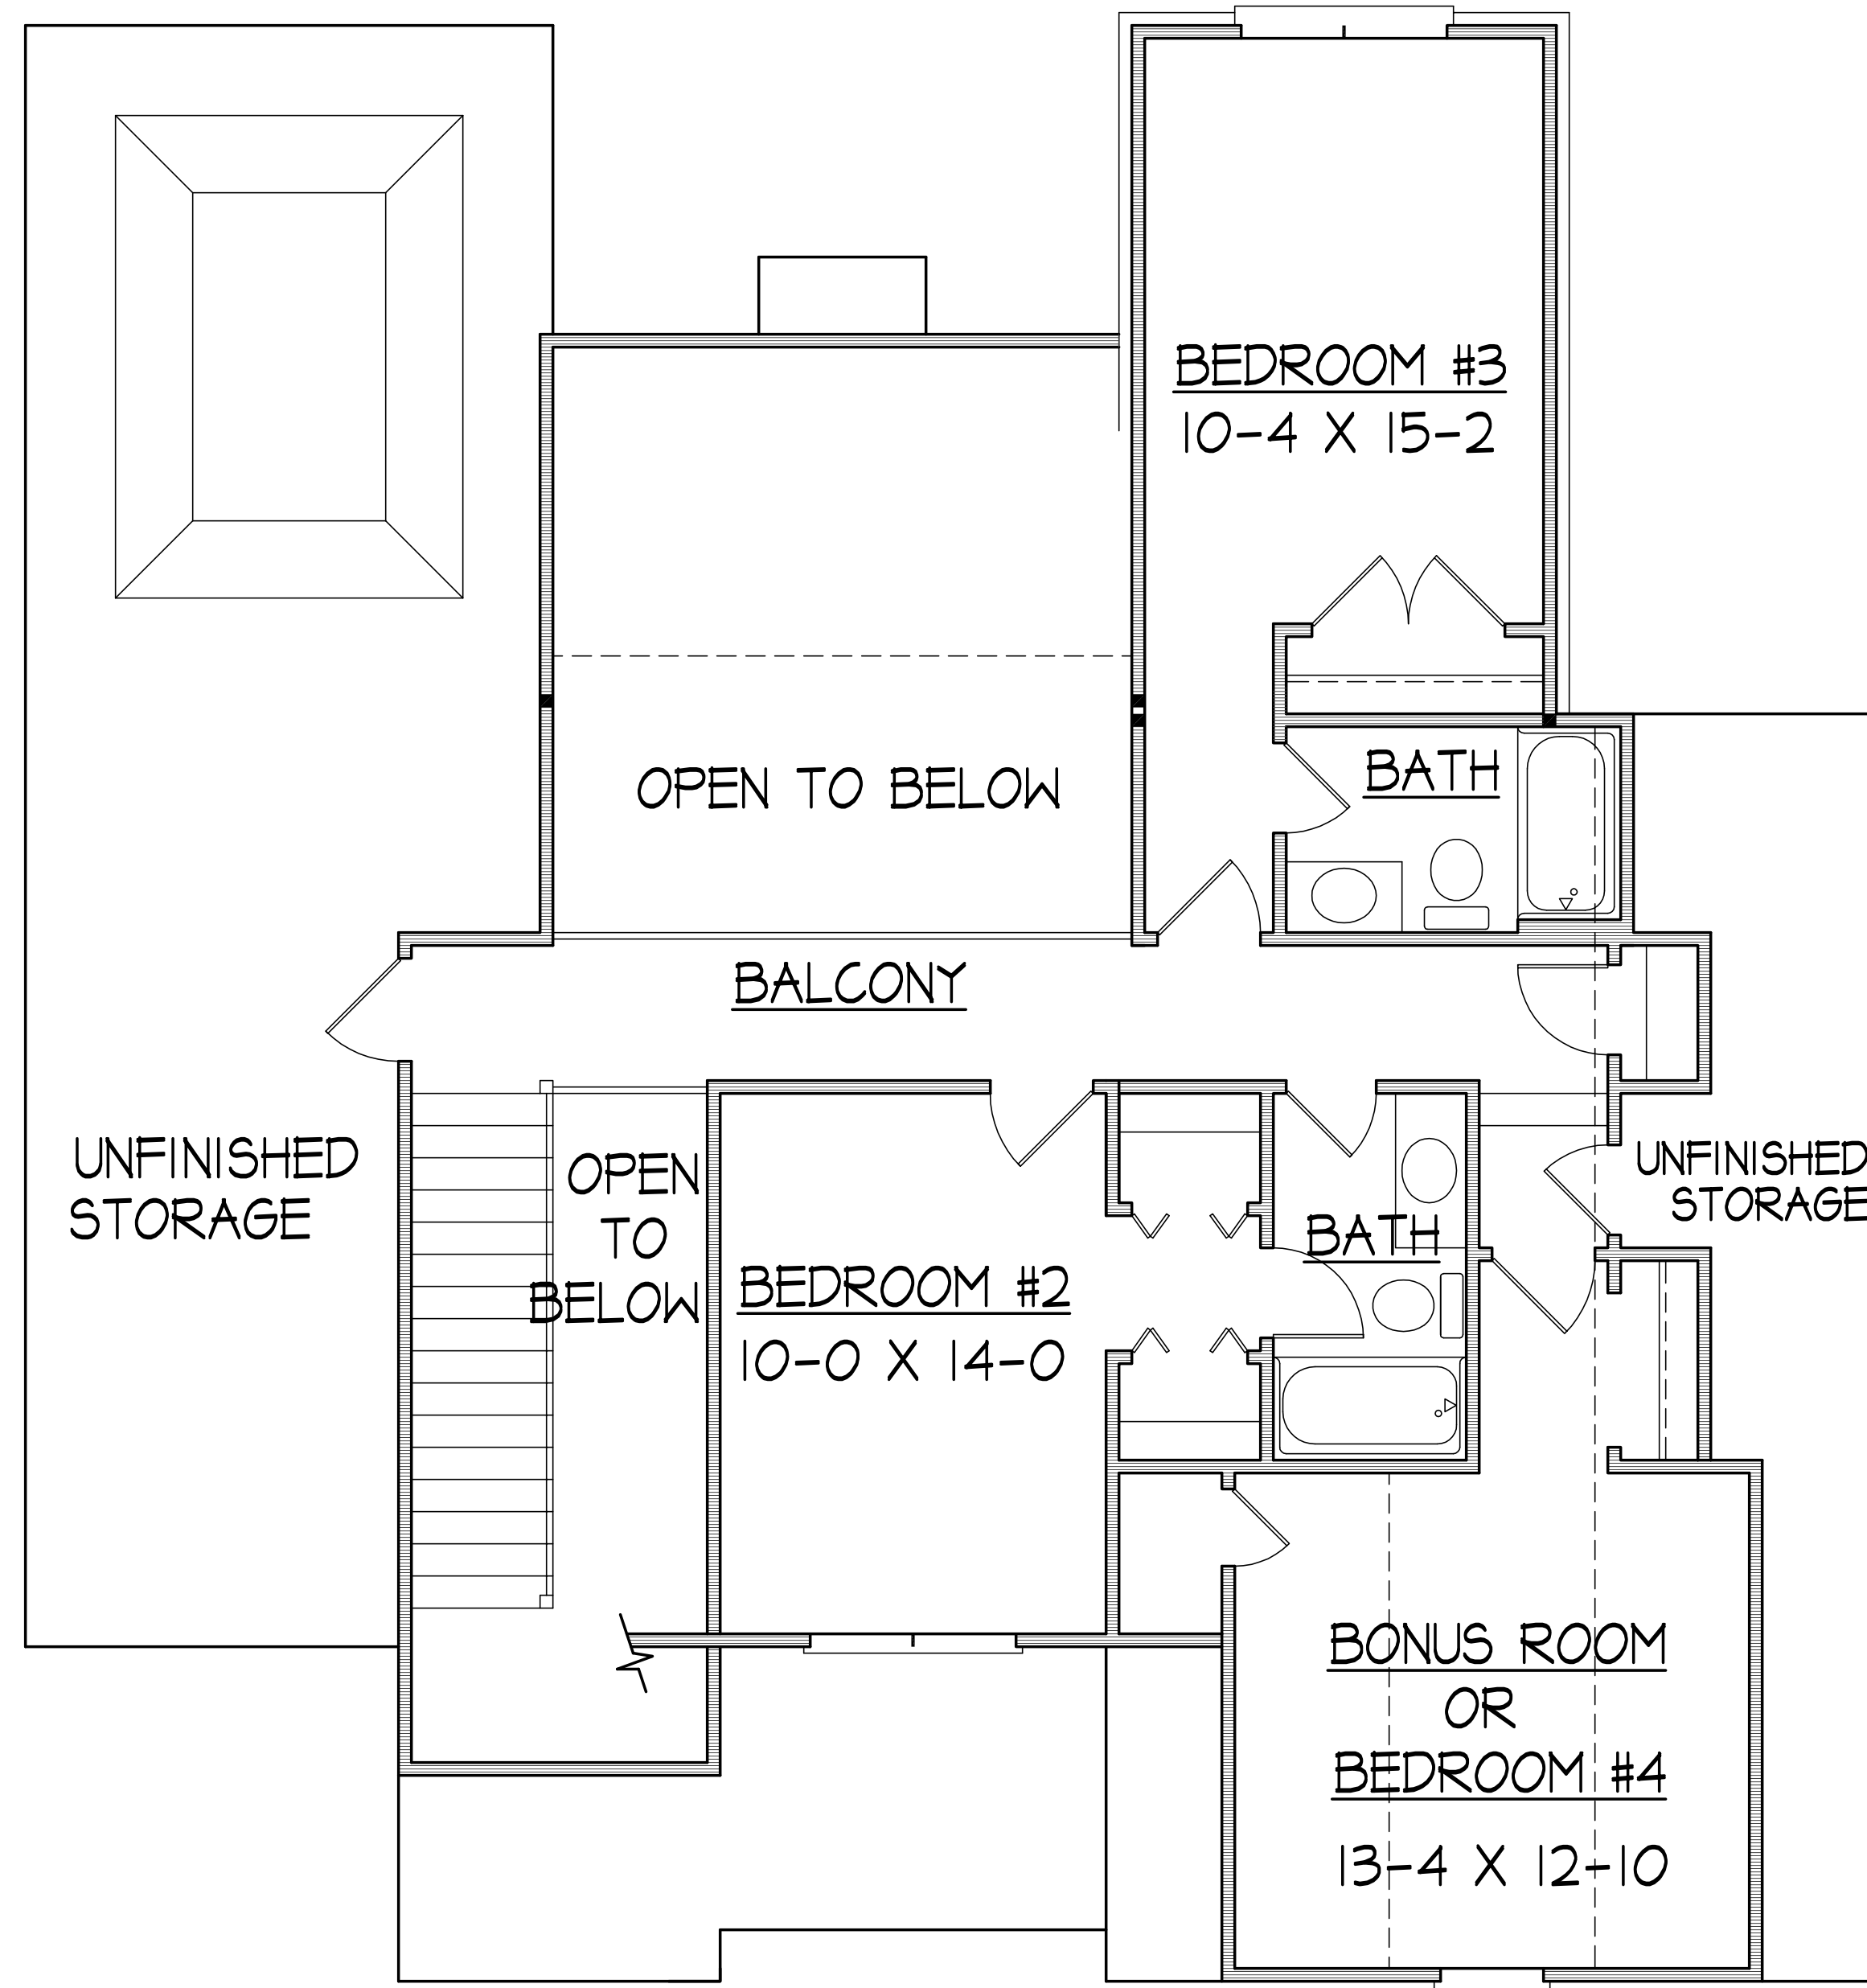 BEDROOM #3
10-4 X 15-2
OPEN TO BELOW
BATH
BALCONY
UNFINISHED
STORAGE
OPEN
TO
BELOW
BEDROOM #2
10-0 X 14-0
BATH
UNFINISHED
STORAGE
BONUS ROOM
OR
BEDROOM #4
13-4 X 12-10